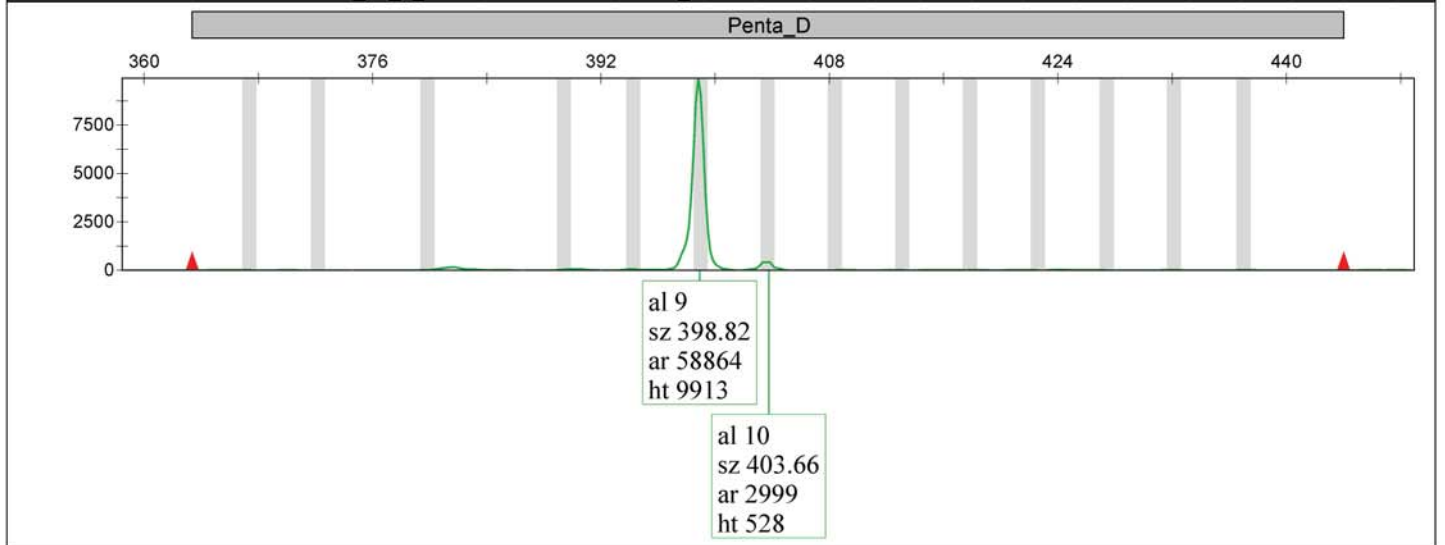 Penta_D
360 376 392 408 424 440
7500
5000
2500
0
al 9
sz 398.82
ar 58864
ht 9913
al 10
sz 403.66
ar 2999
ht 528